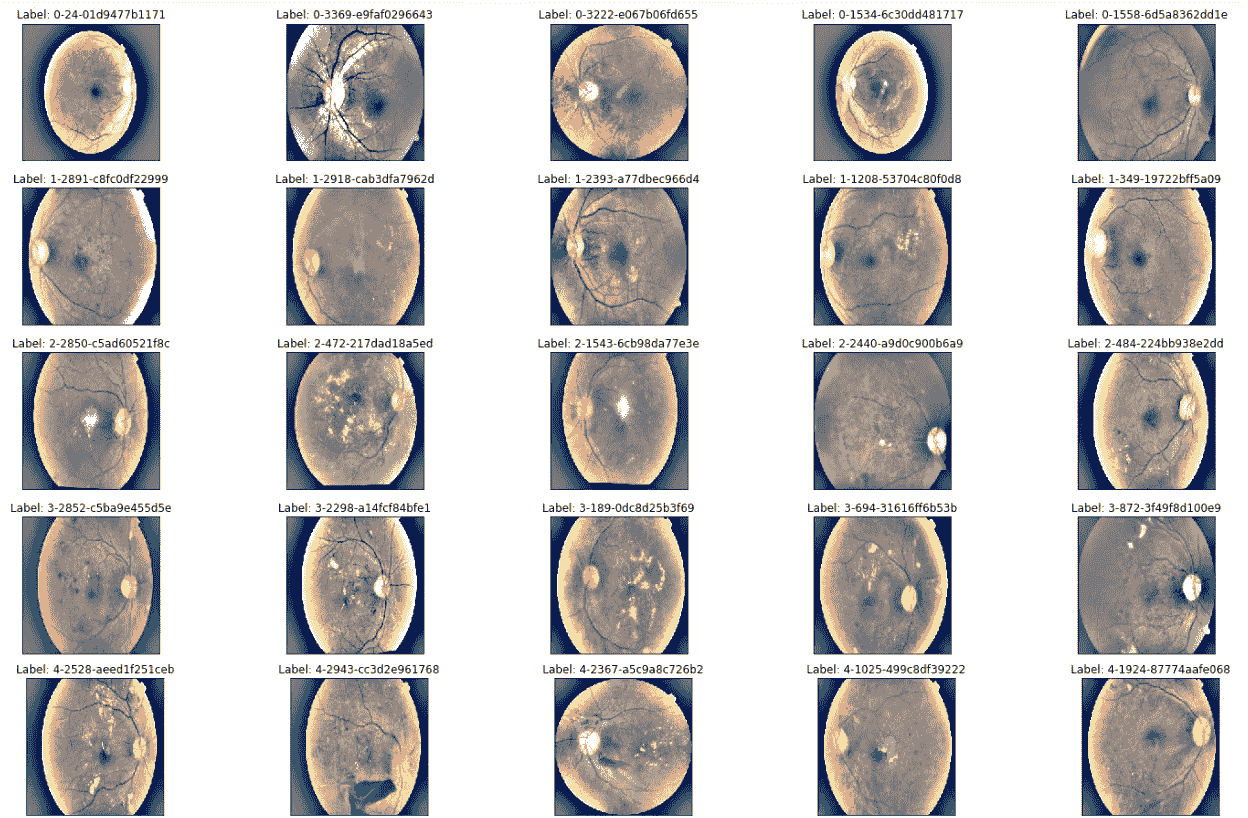 Label: 0-24-01d9477b1171 Label: 0-3369-e9faf0296643 Label: 0-3222-e067b06fd655 Label: 0-1534-6c30dd481717 Label: 0-1558-6d5a8362dd1e
Label: 1-2891-c8fc0df22999 Label: 1-2918-cab3dfa7962d Label: 1-2393-a77dbec966d4 Label: 1-1208-53704c80f0d8 Label: 1-349-19722bff5a09
Label: 2-2850-c5ad60521f8c Label: 2-472-217dad18a5ed Label: 2-1543-6cb98da77e3e Label: 2-2440-a9d0c900b6a9 Label: 2-484-224bb938e2dd
Label: 3-2852-c5ba9e455d5e Label: 3-2298-a14fcf84bfe1 Label: 3-189-0dc8d25b3f69 Label: 3-694-31616ff6b53b Label: 3-872-3f49f8d100e9
Label: 4-2528-aeed1f251ceb Label: 4-2943-cc3d2e961768 Label: 4-2367-a5c9a8c726b2 Label: 4-1025-499c8df39222 Label: 4-1924-87774aafe068